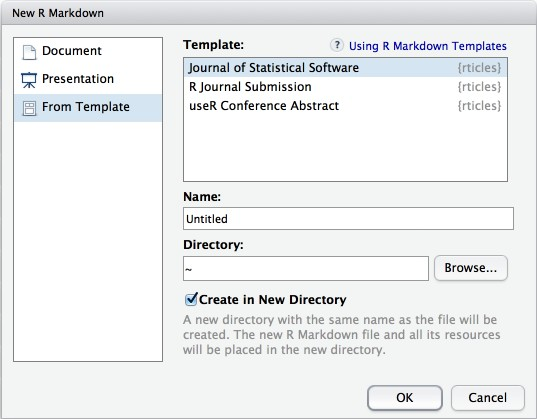 New R Markdown
Document
Presentation
From Template
Template:
? Using R Markdown Templates
Journal of Statistical Software {rticles}
R Journal Submission {rticles}
useR Conference Abstract {rticles}
Name:
Untitled
Directory:
~
Browse...
Create in New Directory
A new directory with the same name as the file will be
created. The new R Markdown file and all its resources
will be placed in the new directory.
OK
Cancel